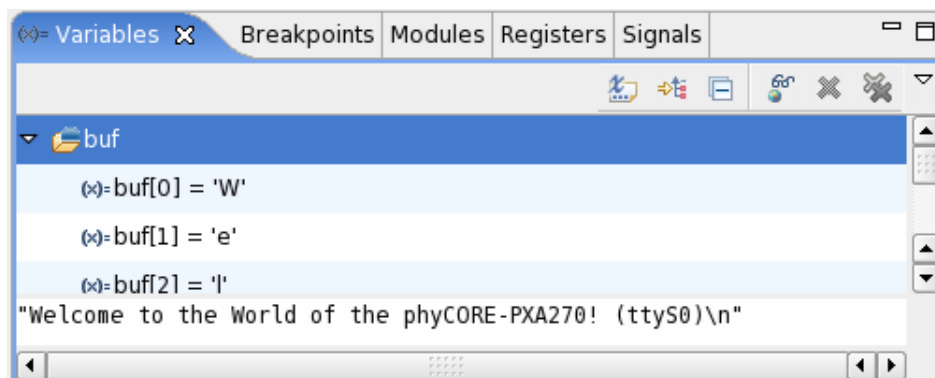 (x)= Variables Breakpoints Modules Registers Signals
buf
(x)= buf[0] = 'W'
(x)= buf[1] = 'e'
(x)= buf[2] = 'l'
"Welcome to the World of the phyCORE-PXA270! (ttyS0)\n"